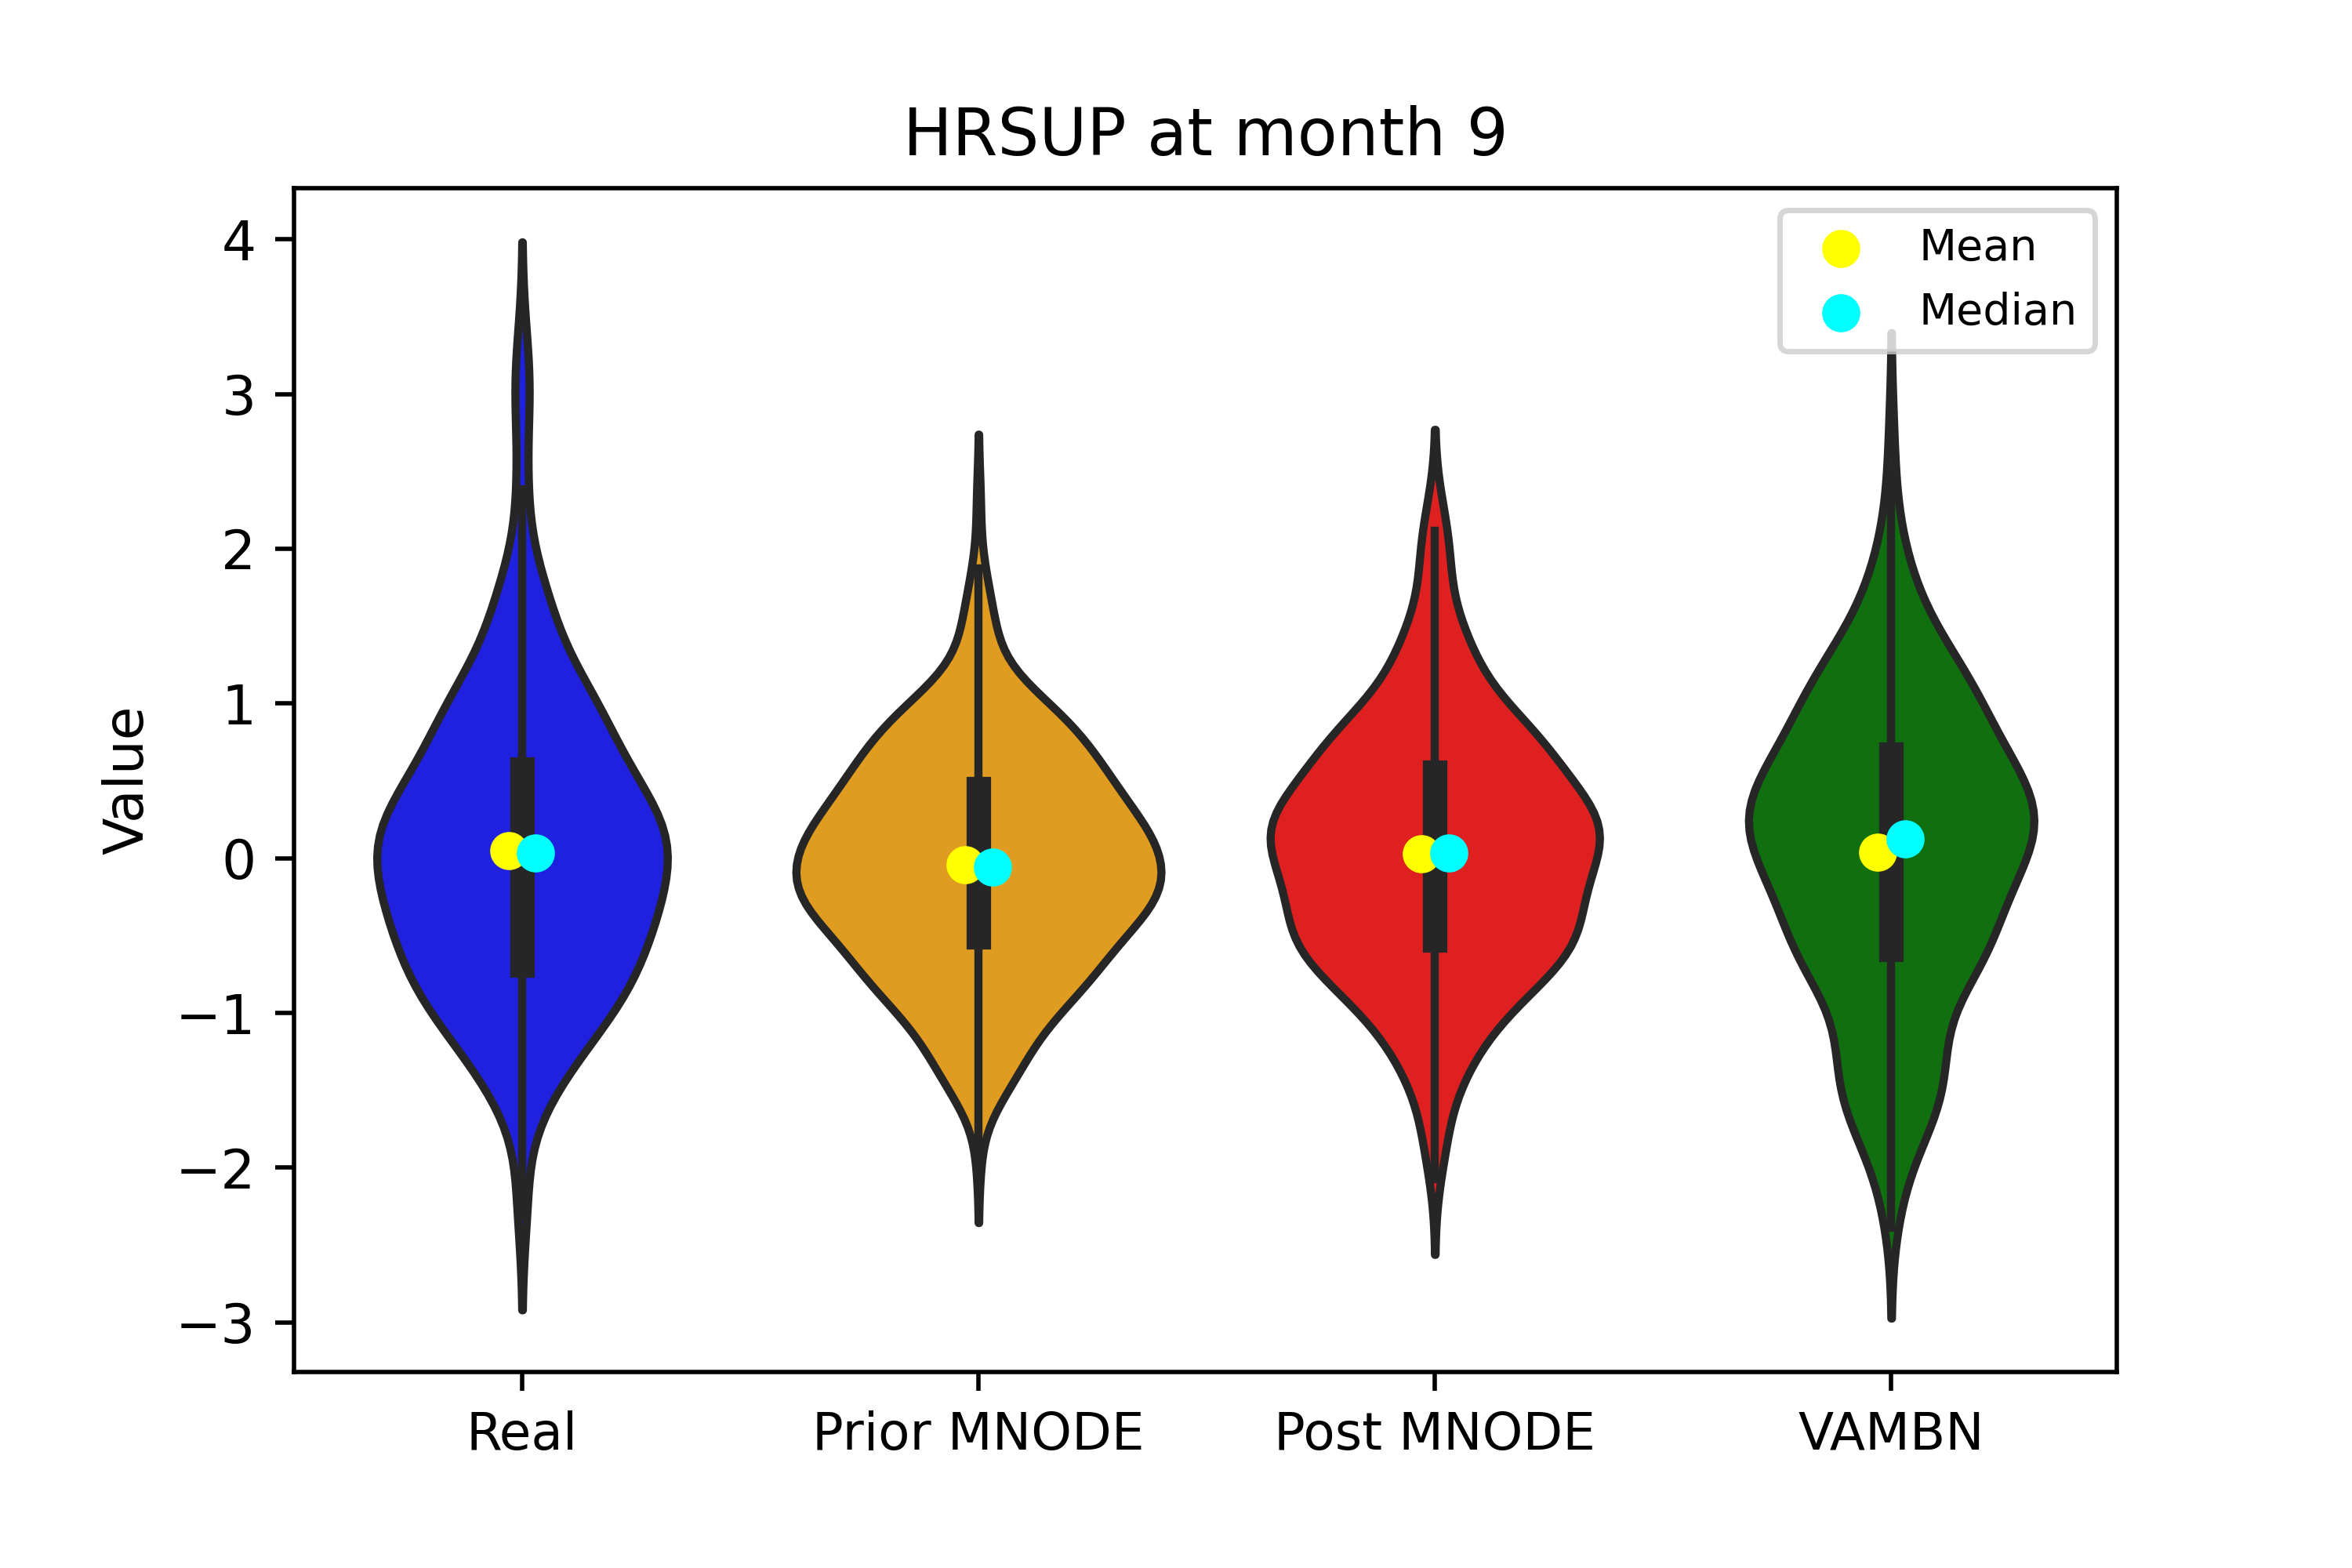 HRSUP at month 9
Mean
Median
4
3
2
1
0
−1
−2
−3
Value
Real
Prior MNODE
Post MNODE
VAMBN